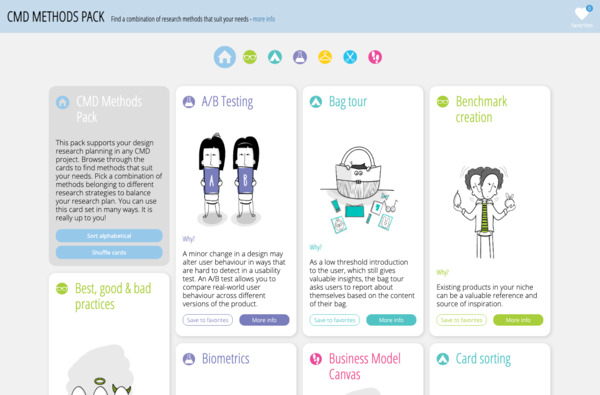 CMD METHODS PACK
Find a combination of research methods that suit your needs - more info
0
Favorites
CMD Methods
Pack
This pack supports your design
research planning in any CMD
project. Browse through the
cards to find methods that suit
your needs. Pick a combination of
methods belonging to different
research strategies to balance
your research plan. You can use
this card set in many ways. It is
really up to you!
Sort alphabetical
Shuffle cards
A/B Testing
A
B
Why?
A minor change in a design may
alter user behaviour in ways that
are hard to detect in a usability
test. An A/B test allows you to
compare real-world user
behaviour across different
versions of the product.
Save to favorites
More info
Bag tour
Why?
As a low threshold introduction
to the user, which still gives
valuable insights, the bag tour
asks users to report about
themselves based on the content
of their bag.
Save to favorites
More info
Benchmark
creation
Why?
Existing products in your niche
can be a valuable reference and
source of inspiration.
Save to favorites
More info
Best, good & bad
practices
Biometrics
Business Model
Canvas
Card sorting